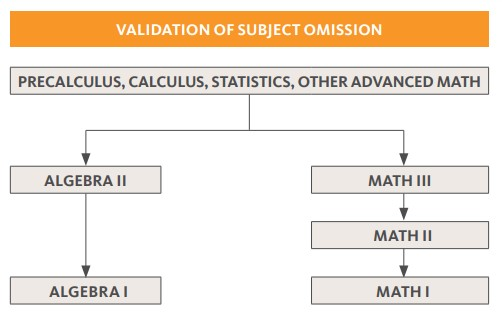 VALIDATION OF SUBJECT OMISSION
PRECALCULUS, CALCULUS, STATISTICS, OTHER ADVANCED MATH
ALGEBRA II
MATH III
MATH II
ALGEBRA I
MATH I